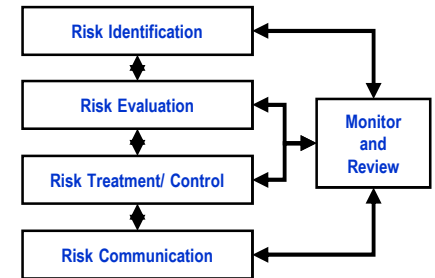 Risk Identification
Risk Evaluation
Monitor
and
Review
Risk Treatment/ Control
Risk Communication